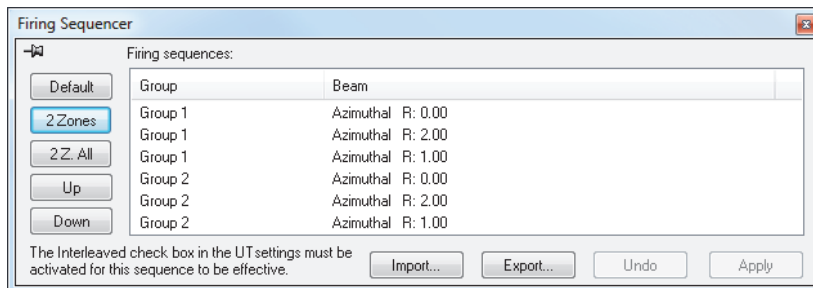 Firing Sequencer
Firing sequences:
Default
2 Zones
2 Z. All
Up
Down
Group Beam
Group 1 Azimuthal R: 0.00
Group 1 Azimuthal R: 2.00
Group 1 Azimuthal R: 1.00
Group 2 Azimuthal R: 0.00
Group 2 Azimuthal R: 2.00
Group 2 Azimuthal R: 1.00
The Interleaved check box in the UT settings must be
activated for this sequence to be effective.
Import... Export... Undo Apply